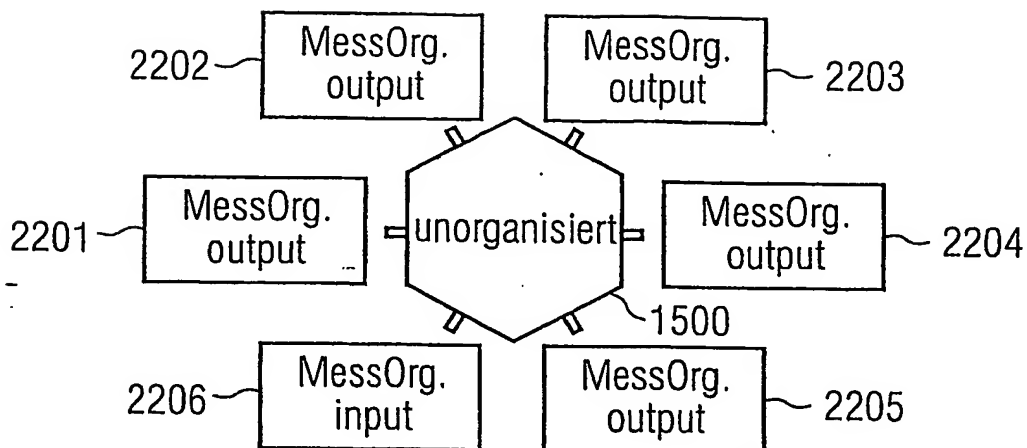 2202
MessOrg.
output
MessOrg.
output
2203
2201
MessOrg.
output
unorganisiert
MessOrg.
output
2204
1500
2206
MessOrg.
input
MessOrg.
output
2205